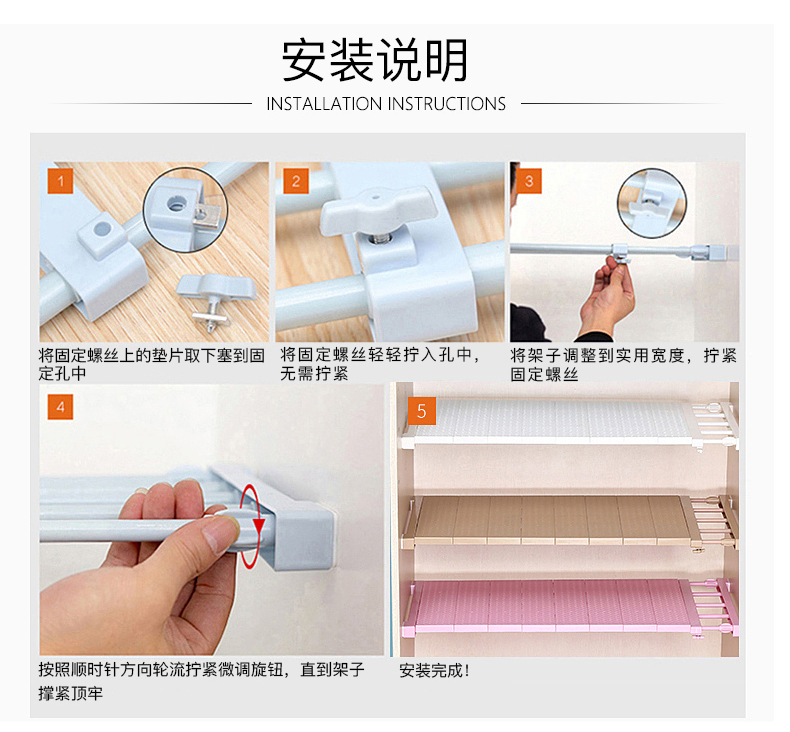 安装说明
INSTALLATION INSTRUCTIONS
1
2
3
将固定螺丝上的垫片取下塞到固
定孔中
将固定螺丝轻轻拧入孔中，
无需拧紧
将架子调整到实用宽度，拧紧
固定螺丝
4
5
按照顺时针方向轮流拧紧微调旋钮，直到架子
撑紧顶牢
安装完成！